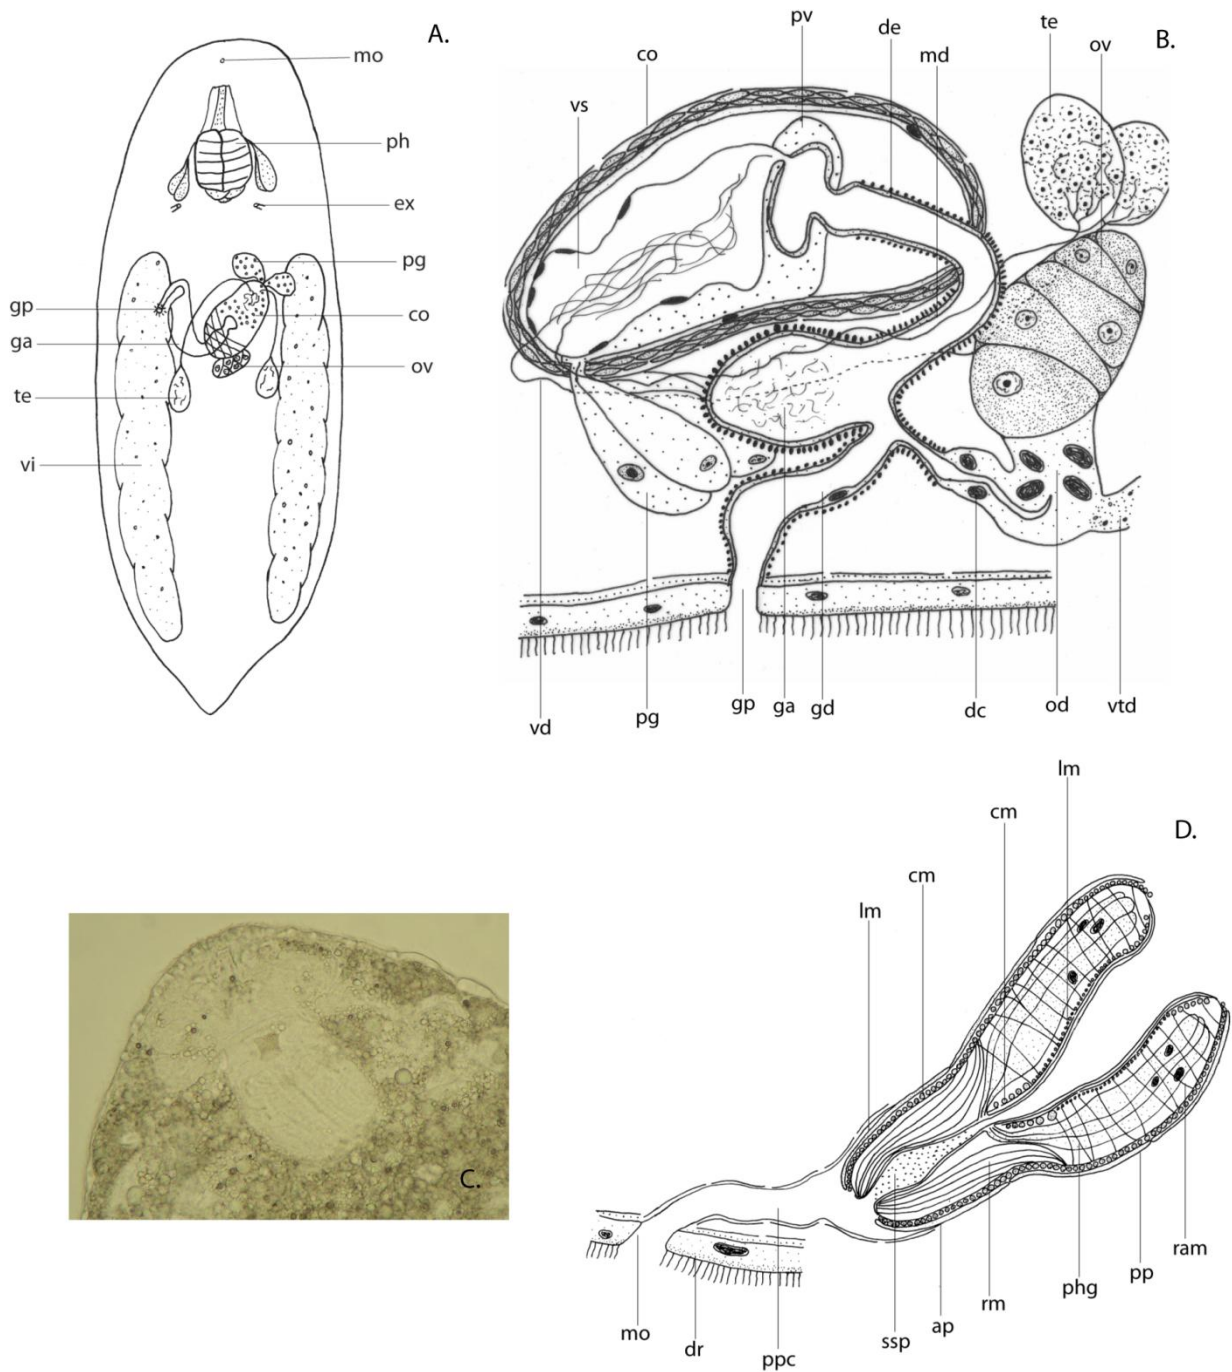 A.
mo
ph
ex
pg
gp
co
ga
ov
te
vi
B.
pv
te
co
de
ov
md
vs
vd
pg
gp
ga
gd
dc
od
vtd
C.
D.
lm
cm
cm
lm
mo
dr
ppc
ssp
ap
rm
phg
pp
ram